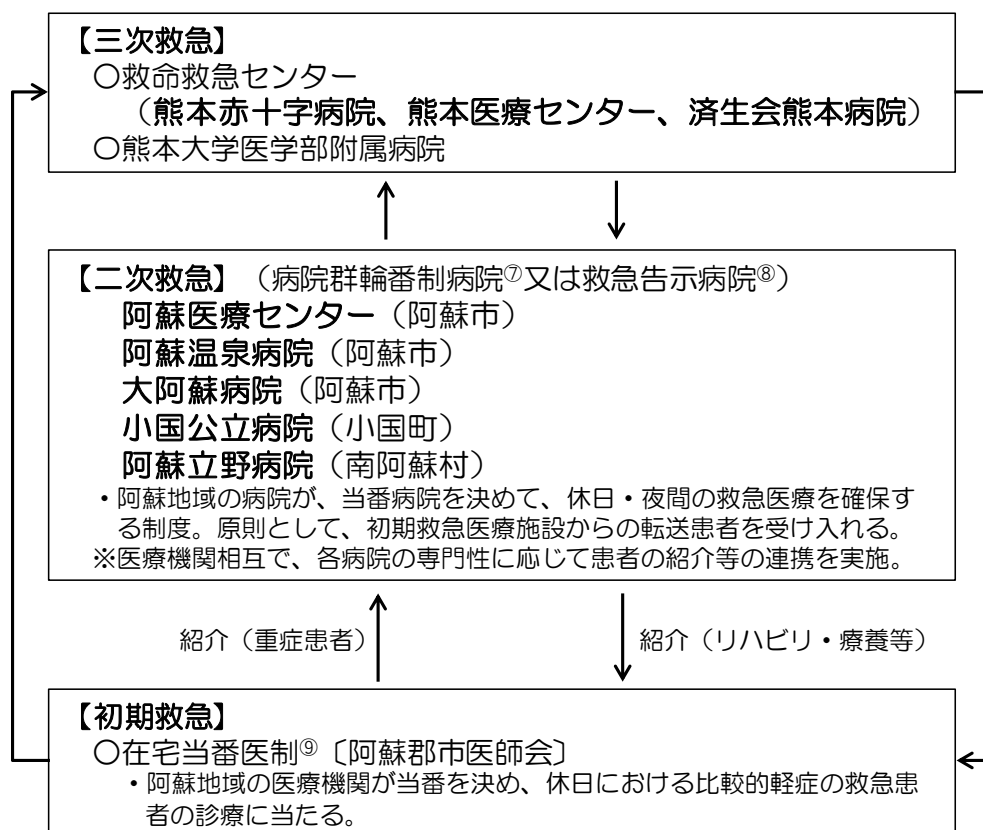 【三次救急】
○救命救急センター
（熊本赤十字病院、熊本医療センター、済生会熊本病院）
○熊本大学医学部附属病院
【二次救急】（病院群輪番制病院⑦又は救急告示病院⑧）
阿蘇医療センター（阿蘇市）
阿蘇温泉病院（阿蘇市）
大阿蘇病院（阿蘇市）
小国公立病院（小国町）
阿蘇立野病院（南阿蘇村）
・阿蘇地域の病院が、当番病院を決めて、休日・夜間の救急医療を確保す
る制度。原則として、初期救急医療施設からの転送患者を受け入れる。
※医療機関相互で、各病院の専門性に応じて患者の紹介等の連携を実施。
紹介（重症患者）
紹介（リハビリ・療養等）
【初期救急】
○在宅当番医制⑨〔阿蘇郡市医師会〕
・阿蘇地域の医療機関が当番を決め、休日における比較的軽症の救急患
者の診療に当たる。